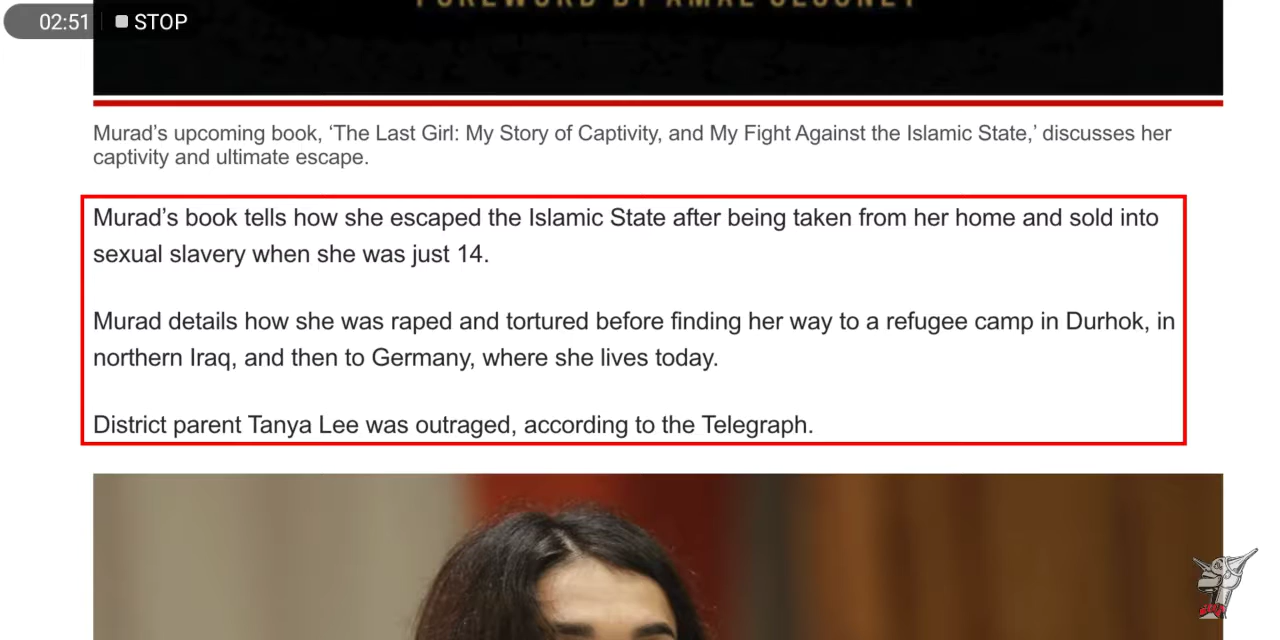 FOREWORD BY AMAL CLOONEY
02:51 STOP
Murad’s upcoming book, ‘The Last Girl: My Story of Captivity, and My Fight Against the Islamic State,’ discusses her
captivity and ultimate escape.
Murad’s book tells how she escaped the Islamic State after being taken from her home and sold into
sexual slavery when she was just 14.
Murad details how she was raped and tortured before finding her way to a refugee camp in Durhok, in
northern Iraq, and then to Germany, where she lives today.
District parent Tanya Lee was outraged, according to the Telegraph.